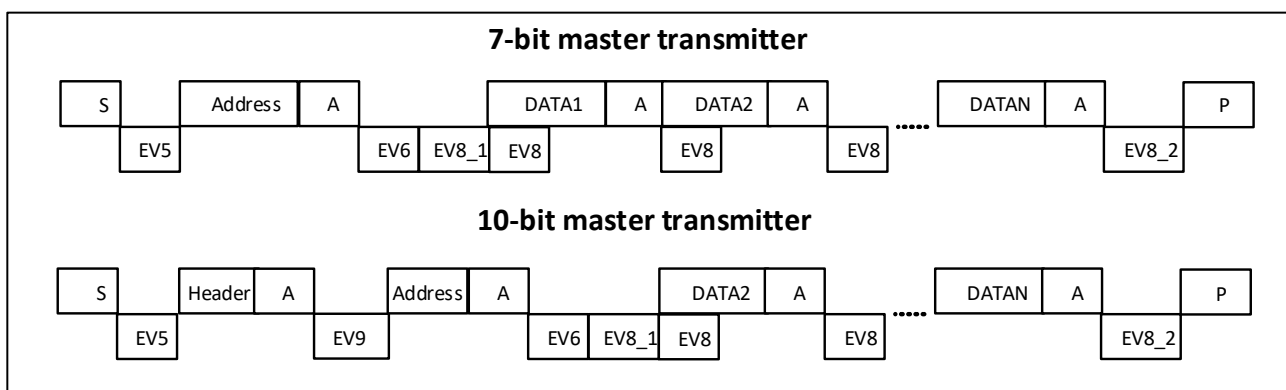 7-bit master transmitter
S Address A DATA1 A DATA2 A ..... DATAN A P
EV5 EV6 EV8_1 EV8 EV8 EV8 EV8_2
10-bit master transmitter
S Header A Address A DATA2 A ..... DATAN A P
EV5 EV9 EV6 EV8_1 EV8 EV8 EV8_2